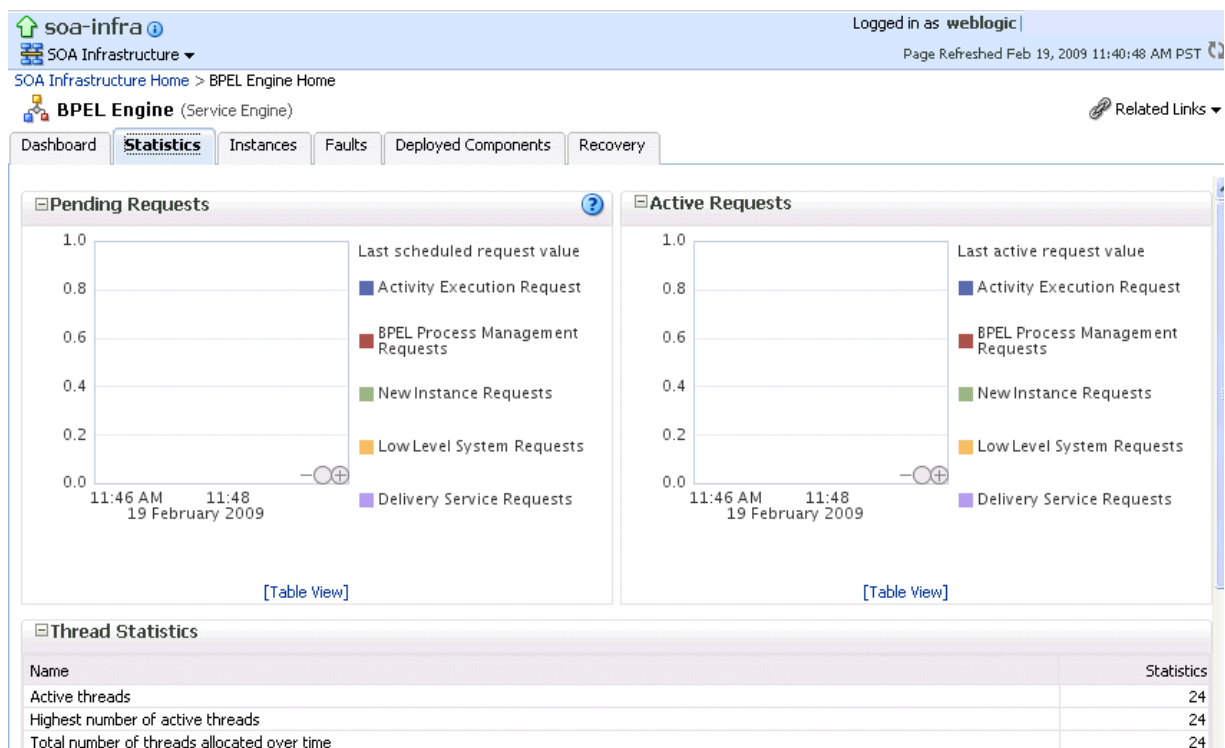 soa-infra
Logged in as weblogic
SOA Infrastructure
Page Refreshed Feb 19, 2009 11:40:48 AM PST
SOA Infrastructure Home > BPEL Engine Home
BPEL Engine (Service Engine)
Related Links
Dashboard Statistics Instances Faults Deployed Components Recovery
Pending Requests
1.0
0.8
0.6
0.4
0.2
0.0
11:46 AM 11:48
19 February 2009
Last scheduled request value
Activity Execution Request
BPEL Process Management
Requests
New Instance Requests
Low Level System Requests
Delivery Service Requests
[Table View]
Active Requests
1.0
0.8
0.6
0.4
0.2
0.0
11:46 AM 11:48
19 February 2009
Last active request value
Activity Execution Request
BPEL Process Management
Requests
New Instance Requests
Low Level System Requests
Delivery Service Requests
[Table View]
Thread Statistics
Name Statistics
Active threads 24
Highest number of active threads 24
Total number of threads allocated over time 24